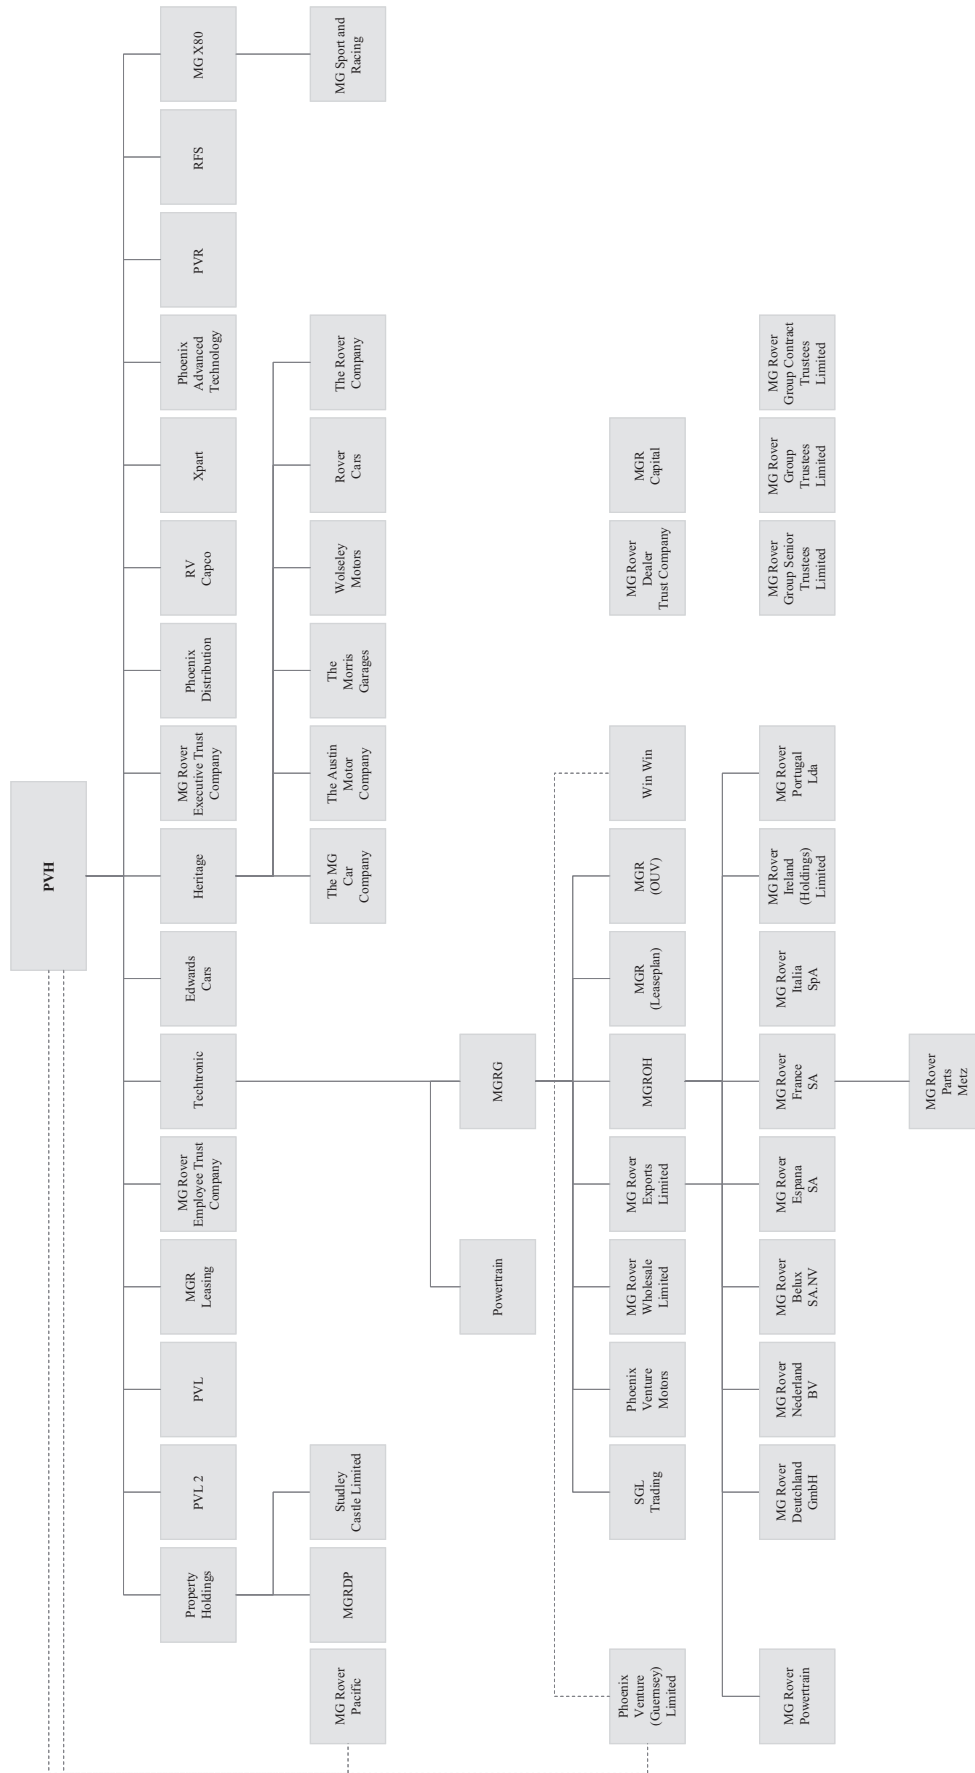 PVH
Property
Holdings
PVL 2
PVL
MGR
Leasing
MG Rover
Employee Trust
Company
Techtronic
Edwards
Cars
Heritage
MG Rover
Executive Trust
Company
Phoenix
Distribution
RV
Capco
Xpart
Phoenix
Advanced
Technology
PVR
RFS
MG X80
MG Rover
Pacific
MGRDP
Studley
Castle Limited
The MG
Car
Company
The Austin
Motor
Company
The
Morris
Garages
Wolseley
Motors
Rover
Cars
The Rover
Company
MG Sport and
Racing
Powertrain
MGRG
Phoenix
Venture
(Guernsey)
Limited
SGL
Trading
Phoenix
Venture
Motors
MG Rover
Wholesale
Limited
MG Rover
Exports
Limited
MGROH
MGR
(Leaseplan)
MGR
(OUV)
Win Win
MG Rover
Dealer
Trust Company
MGR
Capital
MG Rover
Powertrain
MG Rover
Deutchland
GmbH
MG Rover
Nederland
BV
MG Rover
Belux
SA.NV
MG Rover
Espana
SA
MG Rover
France
SA
MG Rover
Italia
SpA
MG Rover
Ireland
(Holdings)
Limited
MG Rover
Portugal
Lda
MG Rover
Group Senior
Trustees
Limited
MG Rover
Group
Trustees
Limited
MG Rover
Group Contract
Trustees
Limited
MG Rover
Parts
Metz